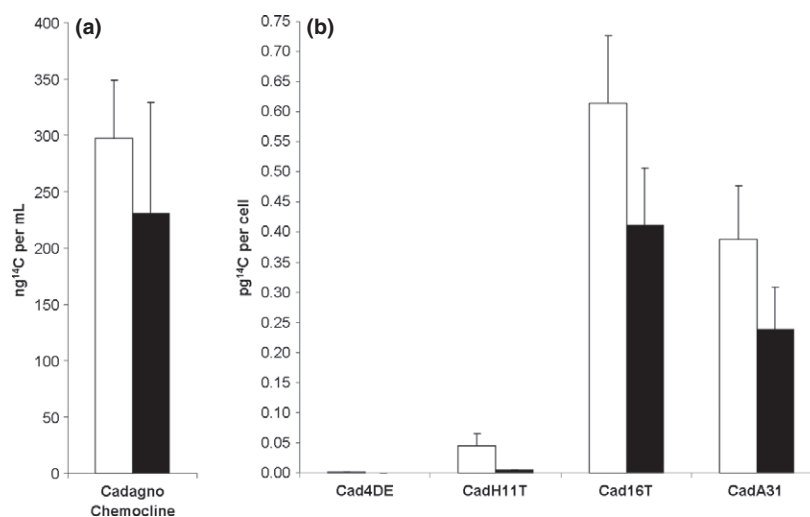 (a)
400
350
300
250
200
150
100
50
0
ng¹⁴C per mL
Cadagno
Chemocline
(b)
0.75
0.70
0.65
0.60
0.55
0.50
0.45
0.40
0.35
0.30
0.25
0.20
0.15
0.10
0.05
0.00
pg¹⁴C per cell
Cad4DE
CadH11T
Cad16T
CadA31